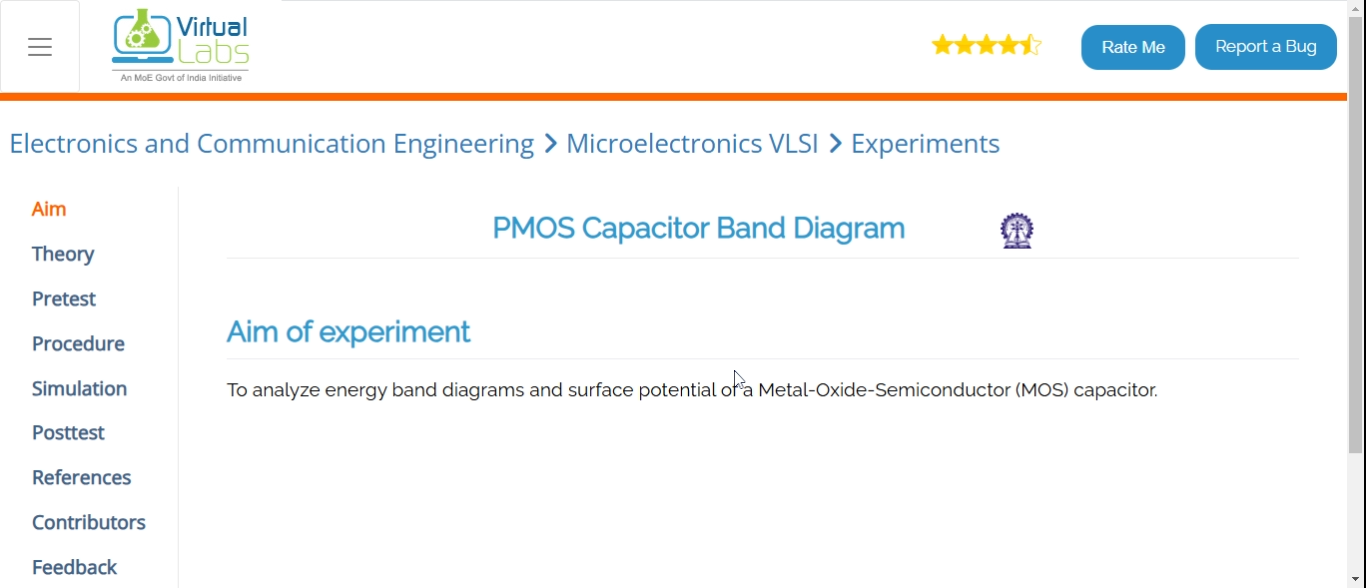 Virtual
Labs
An MoE Govt of India Initiative
Rate Me
Report a Bug
Electronics and Communication Engineering > Microelectronics VLSI > Experiments
Aim
Theory
Pretest
Procedure
Simulation
Posttest
References
Contributors
Feedback
PMOS Capacitor Band Diagram
Aim of experiment
To analyze energy band diagrams and surface potential of a Metal-Oxide-Semiconductor (MOS) capacitor.